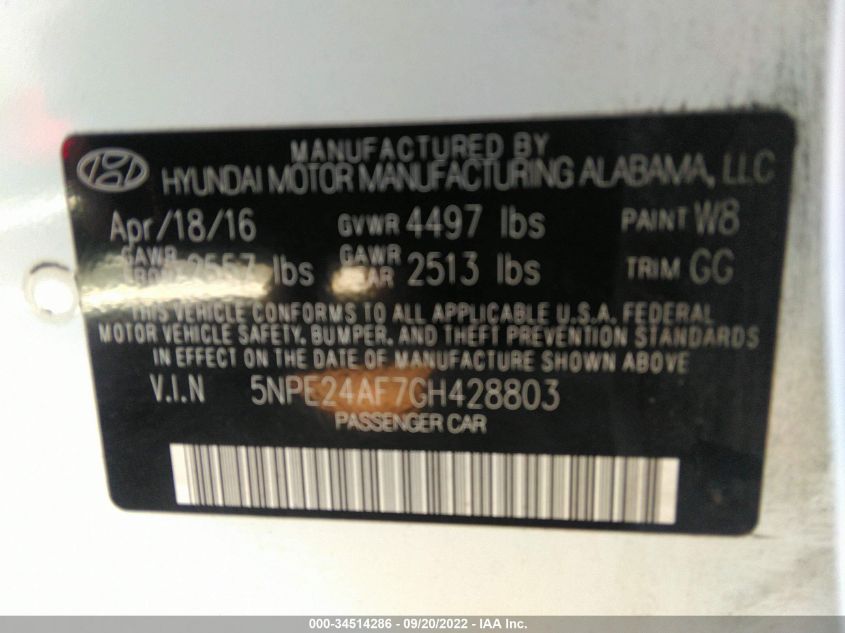 MANUFACTURED BY
HYUNDAI MOTOR MANUFACTURING ALABAMA, LLC
Apr/18/16 GVWR 4497 lbs PAINT W8
GAWR FRONT 2557 lbs GAWR REAR 2513 lbs TRIM GG
THIS VEHICLE CONFORMS TO ALL APPLICABLE U.S.A. FEDERAL
MOTOR VEHICLE SAFETY, BUMPER, AND THEFT PREVENTION STANDARDS
IN EFFECT ON THE DATE OF MANUFACTURE SHOWN ABOVE
V.I.N 5NPE24AF7GH428803
PASSENGER CAR
000-34514286 - 09/20/2022 - IAA Inc.